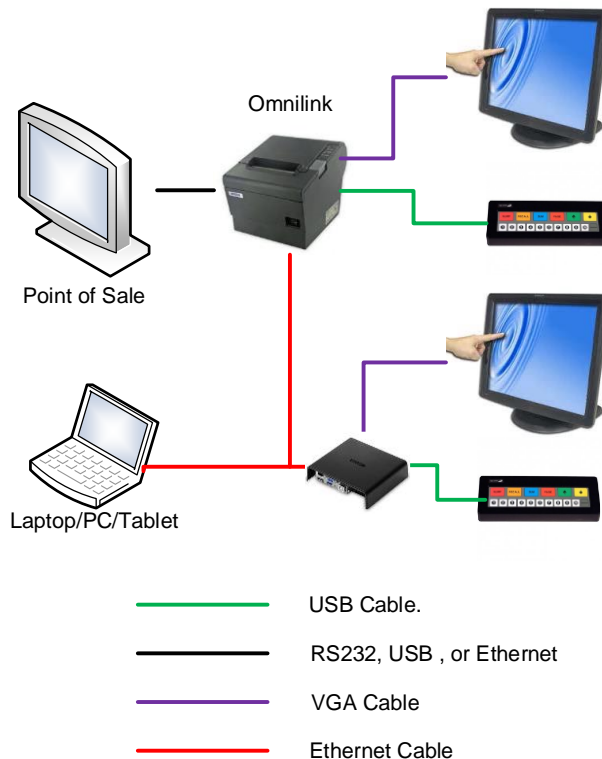 Omnilink
Point of Sale
Laptop/PC/Tablet
USB Cable.
RS232, USB , or Ethernet
VGA Cable
Ethernet Cable